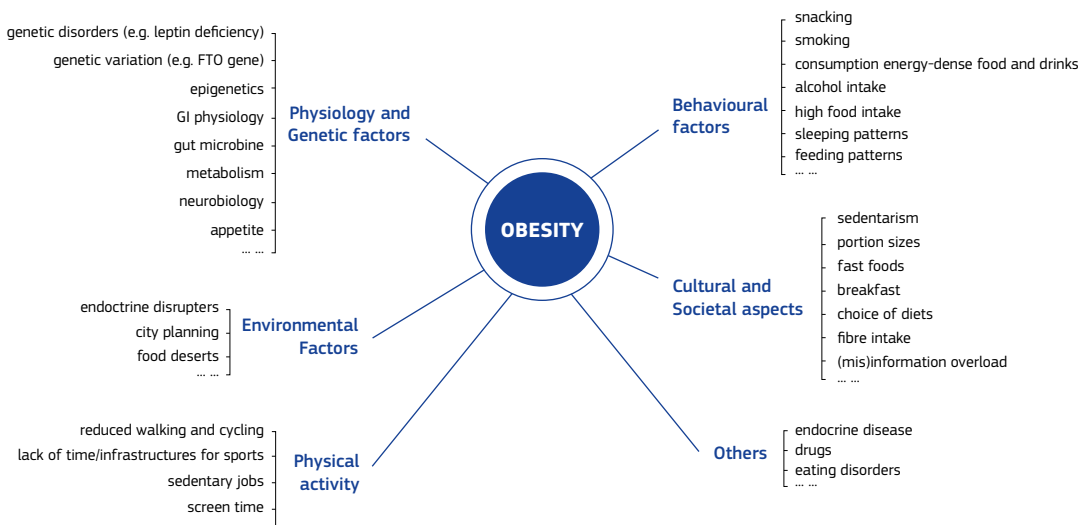 genetic disorders (e.g. leptin deficiency)
genetic variation (e.g. FTO gene)
epigenetics
GI physiology
gut microbine
metabolism
neurobiology
appetite
... ...
Physiology and
Genetic factors
snacking
smoking
consumption energy-dense food and drinks
alcohol intake
high food intake
sleeping patterns
feeding patterns
... ...
Behavioural
factors
OBESITY
endocrine disrupters
city planning
food deserts
... ...
Environmental
Factors
sedentarism
portion sizes
fast foods
breakfast
choice of diets
fibre intake
(mis)information overload
... ...
Cultural and
Societal aspects
reduced walking and cycling
lack of time/infrastructures for sports
sedentary jobs
screen time
Physical
activity
Others
endocrine disease
drugs
eating disorders
... ...